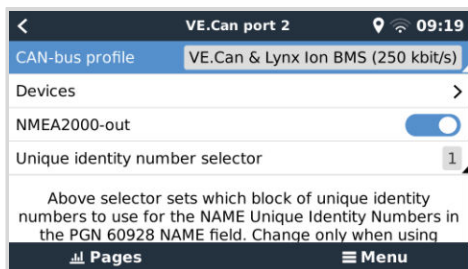 VE.Can port 2 09:19
CAN-bus profile VE.Can & Lynx Ion BMS (250 kbit/s)
Devices
NMEA2000-out
Unique identity number selector 1
Above selector sets which block of unique identity
numbers to use for the NAME Unique Identity Numbers in
the PGN 60928 NAME field. Change only when using
Pages Menu